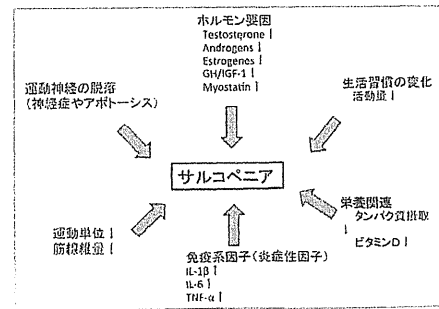 ホルモン要因
Testosterone ↓
Androgens ↓
Estrogenes ↓
GH/IGF-1 ↓
Myostatin ↓
運動神経の脱落
(神経症やアポトーシス)
生活習慣の変化
活動量 ↓
サルコペニア
運動単位 ↓
筋線維量 ↓
免疫系因子(炎症性因子)
IL-1β ↓
IL-6 ↓
TNF-α ↓
栄養関連
タンパク質摂取
↓
ビタミンD ↓